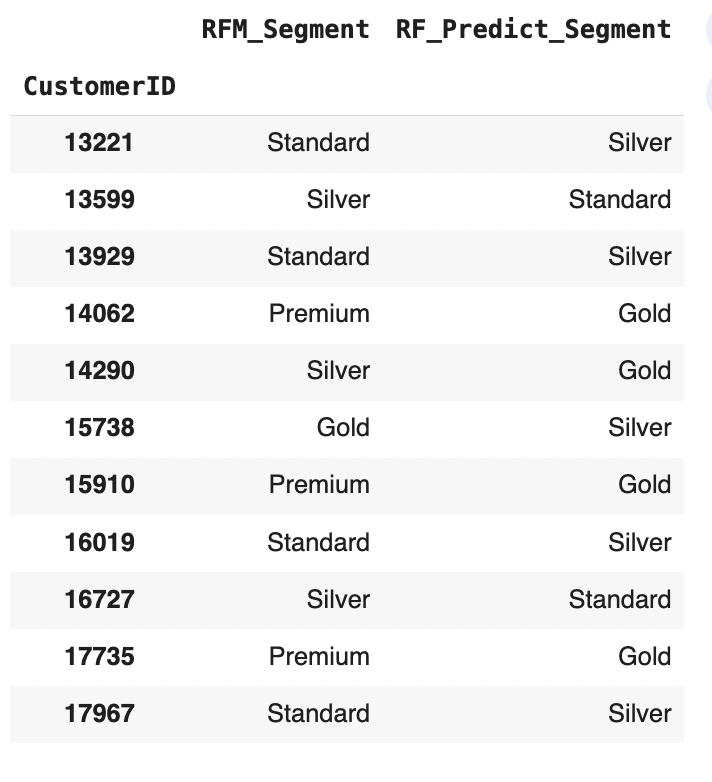 RFM_Segment RF_Predict_Segment
CustomerID
13221 Standard Silver
13599 Silver Standard
13929 Standard Silver
14062 Premium Gold
14290 Silver Gold
15738 Gold Silver
15910 Premium Gold
16019 Standard Silver
16727 Silver Standard
17735 Premium Gold
17967 Standard Silver